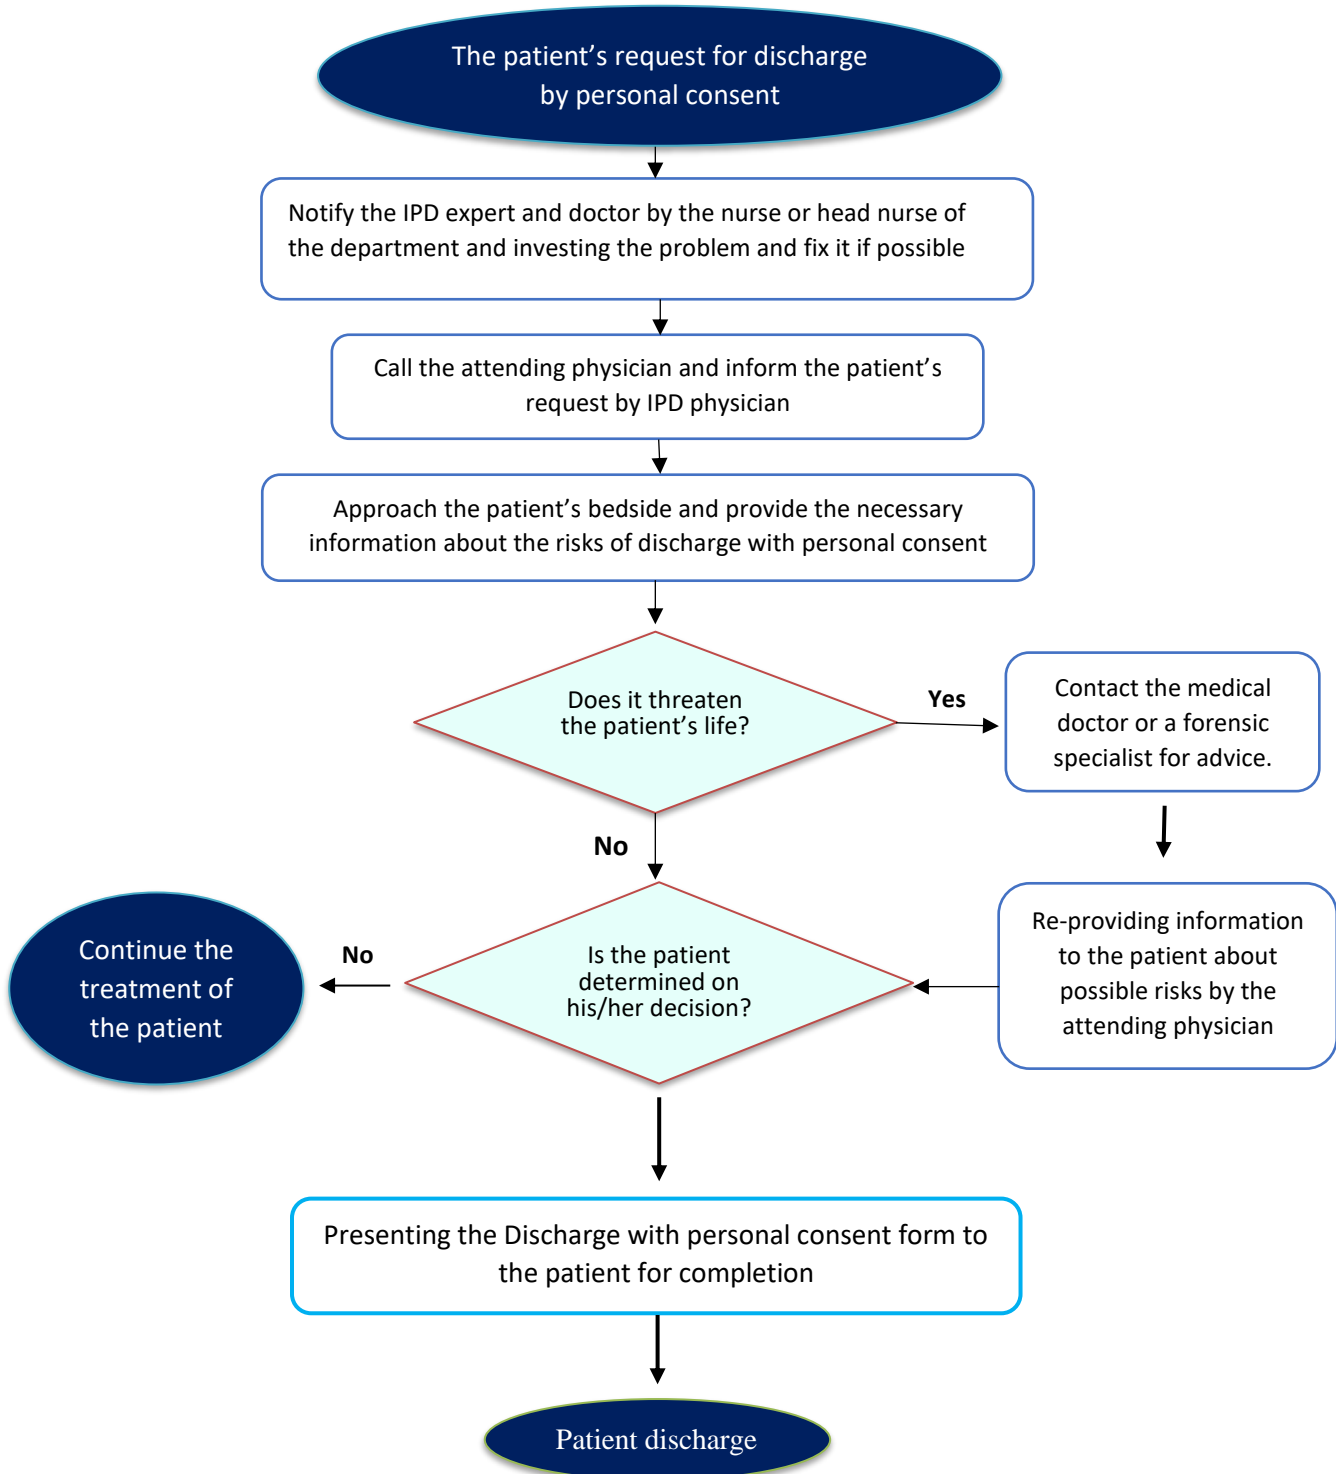 The patient’s request for discharge
by personal consent
Notify the IPD expert and doctor by the nurse or head nurse of
the department and investing the problem and fix it if possible
Call the attending physician and inform the patient’s
request by IPD physician
Approach the patient’s bedside and provide the necessary
information about the risks of discharge with personal consent
Does it threaten
the patient’s life?
Yes
Contact the medical
doctor or a forensic
specialist for advice.
No
Re-providing information
to the patient about
possible risks by the
attending physician
Is the patient
determined on
his/her decision?
No
Continue the
treatment of
the patient
Presenting the Discharge with personal consent form to
the patient for completion
Patient discharge